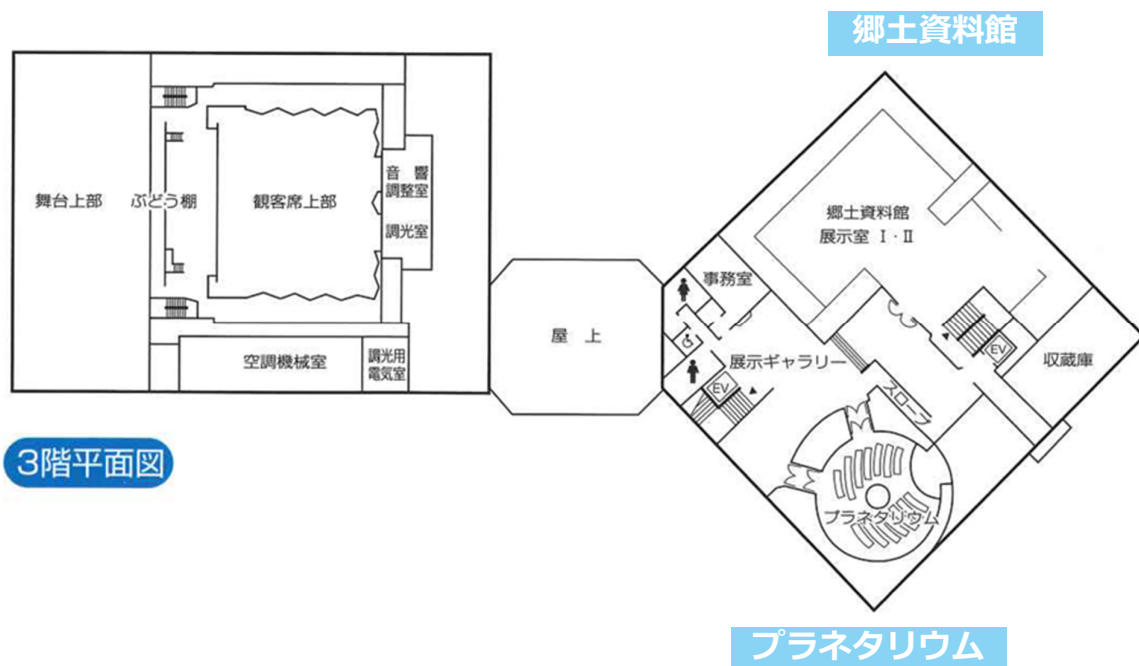 郷土資料館
舞台上部
ぶどう棚
観客席上部
音響
調整室
調光室
空調機械室
調光用
電気室
屋上
郷土資料館
展示室 Ⅰ・Ⅱ
事務室
展示ギャラリー
EV
スロープ
EV
収蔵庫
プラネタリウム
3階平面図
プラネタリウム